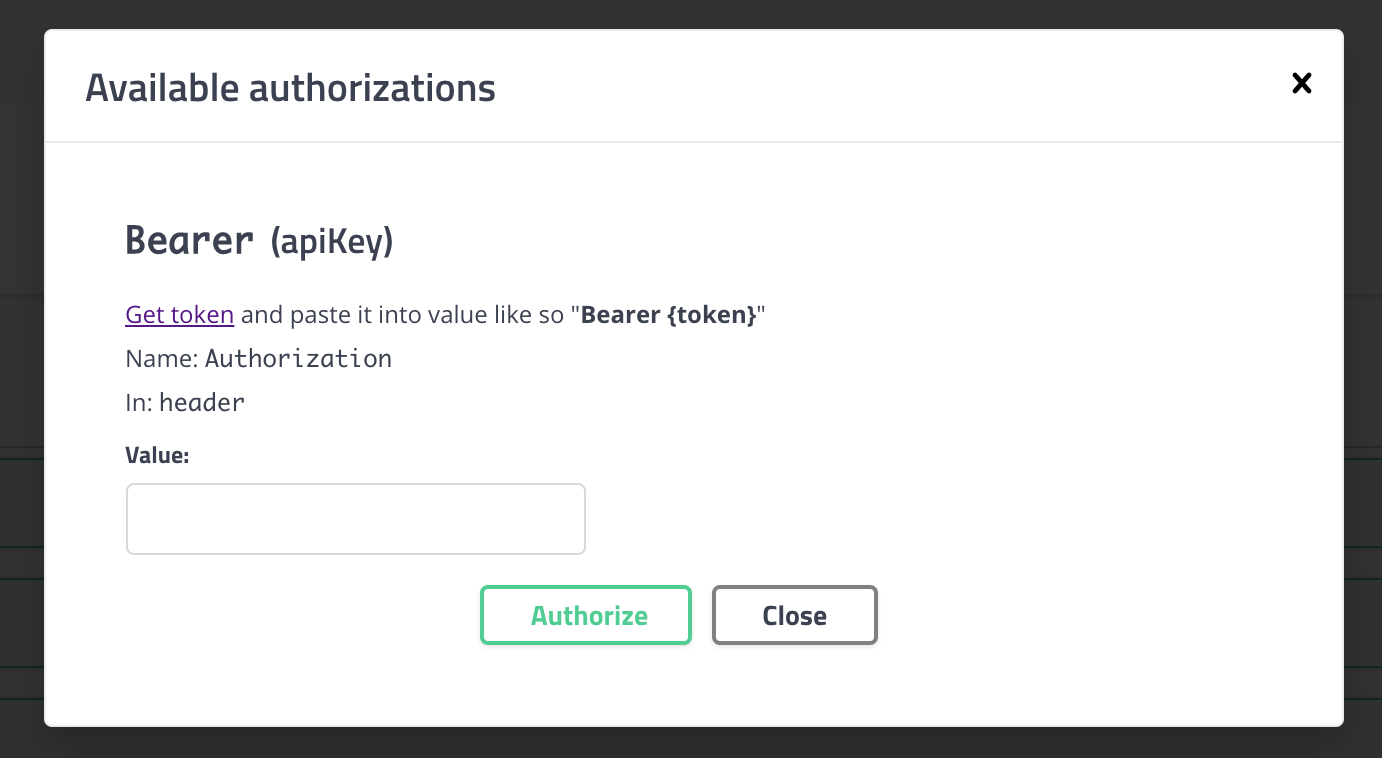 Available authorizations
Bearer (apiKey)
Get token and paste it into value like so "Bearer {token}"
Name: Authorization
In: header
Value:
Authorize
Close